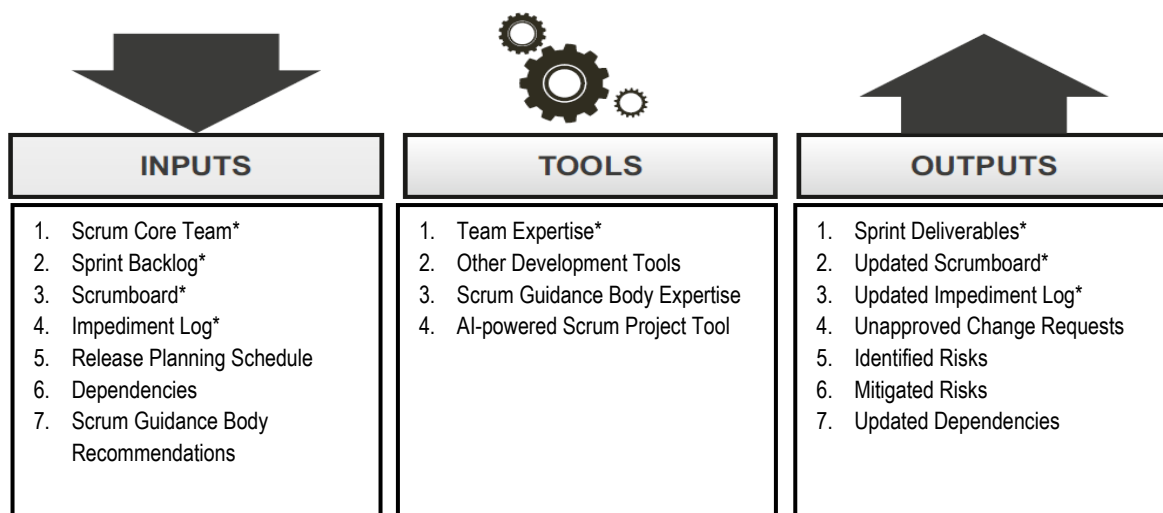 INPUTS
1. Scrum Core Team*
2. Sprint Backlog*
3. Scrumboard*
4. Impediment Log*
5. Release Planning Schedule
6. Dependencies
7. Scrum Guidance Body
Recommendations
TOOLS
1. Team Expertise*
2. Other Development Tools
3. Scrum Guidance Body Expertise
4. AI-powered Scrum Project Tool
OUTPUTS
1. Sprint Deliverables*
2. Updated Scrumboard*
3. Updated Impediment Log*
4. Unapproved Change Requests
5. Identified Risks
6. Mitigated Risks
7. Updated Dependencies